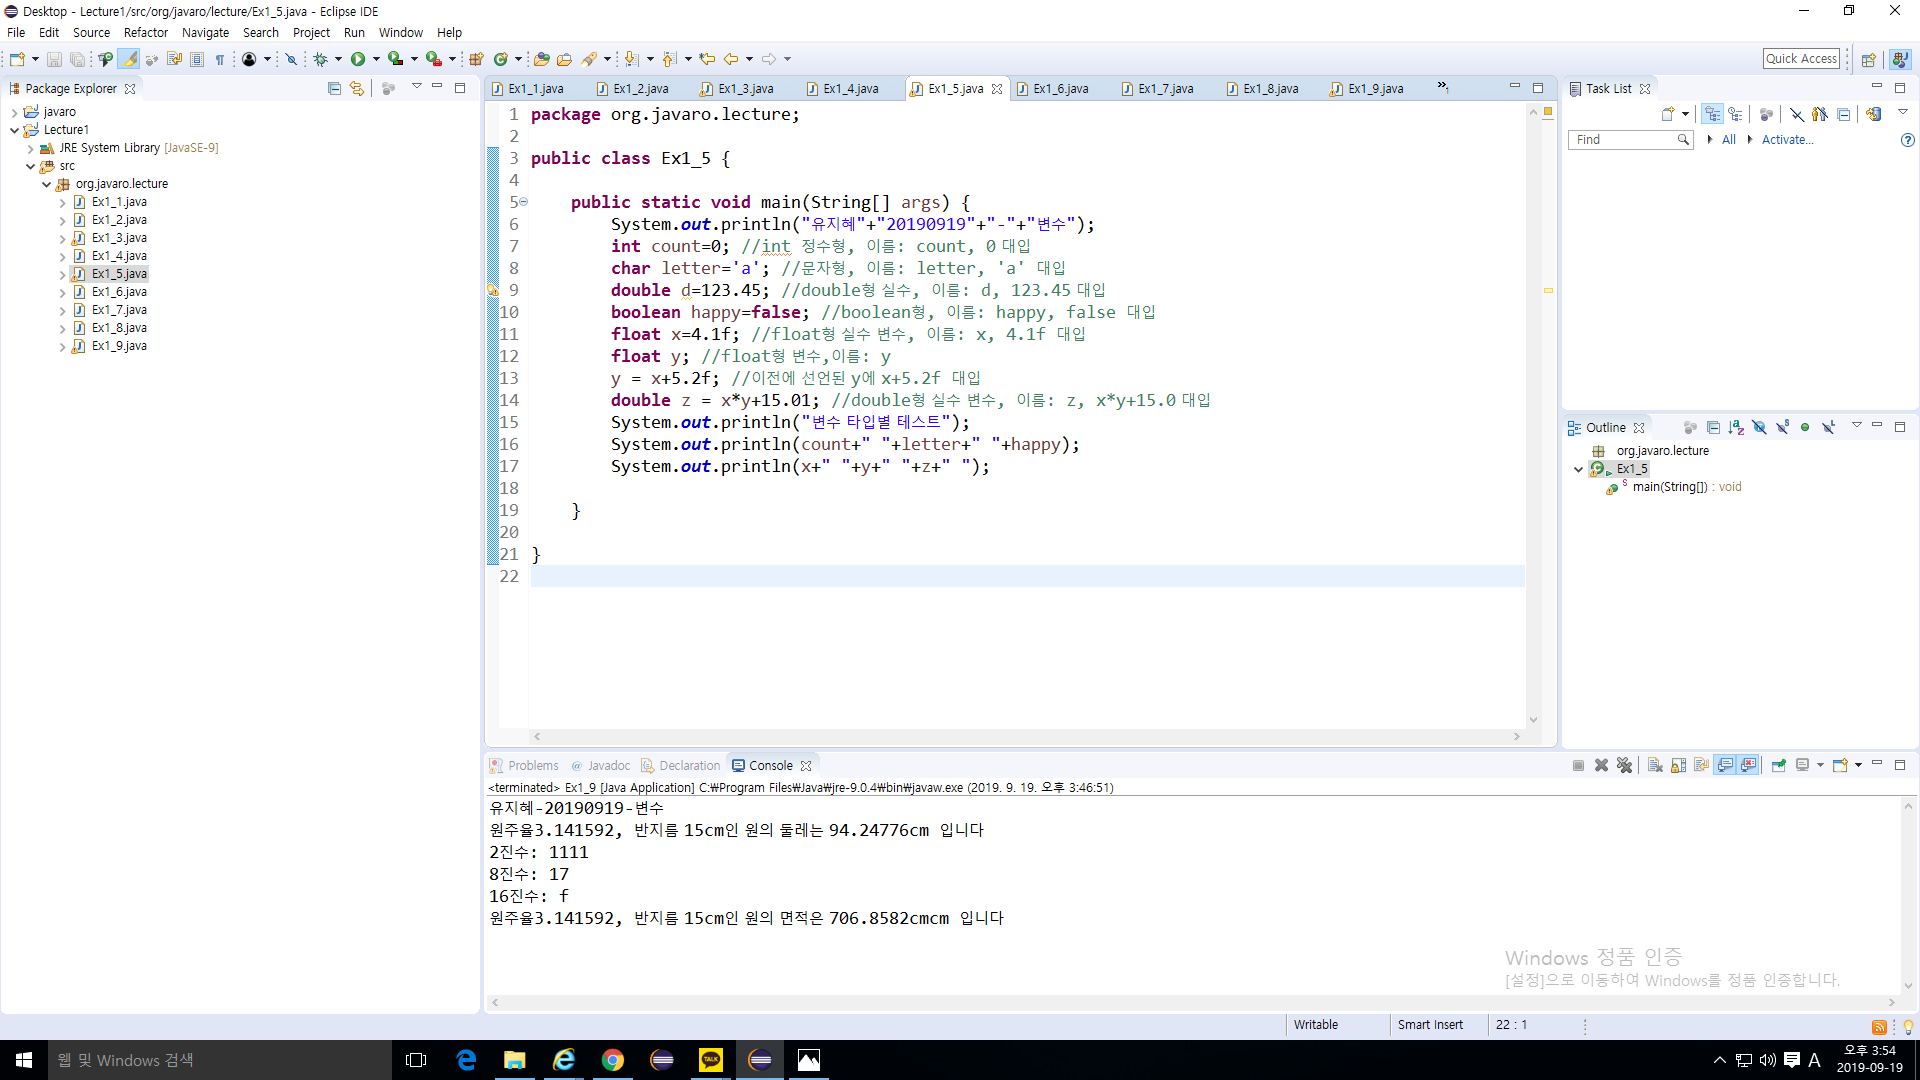 Desktop - Lecture1/src/org/javaro/lecture/Ex1_5.java - Eclipse IDE
File Edit Source Refactor Navigate Search Project Run Window Help
Quick Access
Package Explorer
javaro
Lecture1
JRE System Library [JavaSE-9]
src
org.javaro.lecture
Ex1_1.java
Ex1_2.java
Ex1_3.java
Ex1_4.java
Ex1_5.java
Ex1_6.java
Ex1_7.java
Ex1_8.java
Ex1_9.java
Ex1_1.java Ex1_2.java Ex1_3.java Ex1_4.java Ex1_5.java Ex1_6.java Ex1_7.java Ex1_8.java Ex1_9.java »1
1 package org.javaro.lecture;
2
3 public class Ex1_5 {
4
5 public static void main(String[] args) {
6 System.out.println("유지혜"+"20190919"+"-"+"변수");
7 int count=0; //int 정수형, 이름: count, 0 대입
8 char letter='a'; //문자형, 이름: letter, 'a' 대입
9 double d=123.45; //double형 실수, 이름: d, 123.45 대입
10 boolean happy=false; //boolean형, 이름: happy, false 대입
11 float x=4.1f; //float형 실수 변수, 이름: x, 4.1f 대입
12 float y; //float형 변수,이름: y
13 y = x+5.2f; //이전에 선언된 y에 x+5.2f 대입
14 double z = x*y+15.01; //double형 실수 변수, 이름: z, x*y+15.0 대입
15 System.out.println("변수 타입별 테스트");
16 System.out.println(count+" "+letter+" "+happy);
17 System.out.println(x+" "+y+" "+z+" ");
18
19 }
20
21 }
22
Task List
Find All Activate...
Outline
org.javaro.lecture
Ex1_5
main(String[]) : void
Problems Javadoc Declaration Console
<terminated> Ex1_9 [Java Application] C:₩Program Files₩Java₩jre-9.0.4₩bin₩javaw.exe (2019. 9. 19. 오후 3:46:51)
유지혜-20190919-변수
원주율3.141592, 반지름 15cm인 원의 둘레는 94.24776cm 입니다
2진수: 1111
8진수: 17
16진수: f
원주율3.141592, 반지름 15cm인 원의 면적은 706.8582cmcm 입니다
Windows 정품 인증
[설정]으로 이동하여 Windows를 정품 인증합니다.
Writable Smart Insert 22 : 1
웹 및 Windows 검색
TALK
A
오후 3:54
2019-09-19